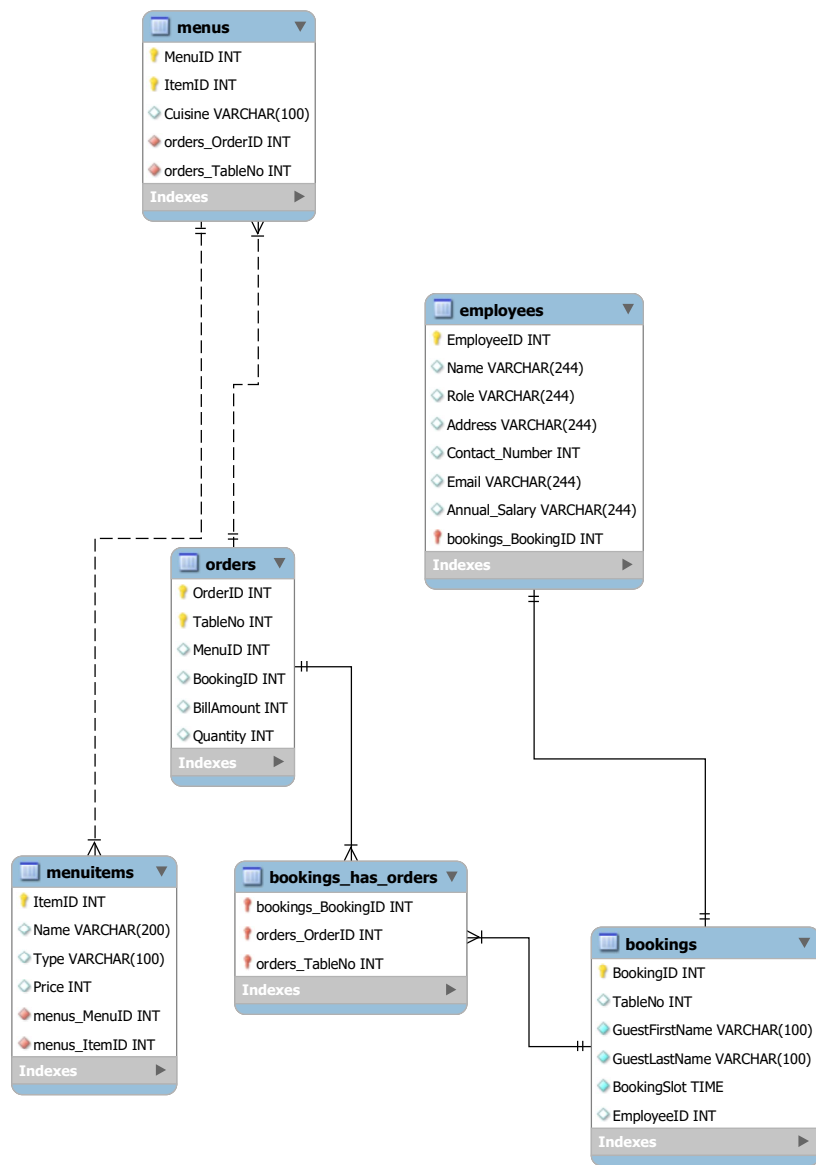 menus
MenuID INT
ItemID INT
Cuisine VARCHAR(100)
orders_OrderID INT
orders_TableNo INT
Indexes
employees
EmployeeID INT
Name VARCHAR(244)
Role VARCHAR(244)
Address VARCHAR(244)
Contact_Number INT
Email VARCHAR(244)
Annual_Salary VARCHAR(244)
bookings_BookingID INT
Indexes
orders
OrderID INT
TableNo INT
MenuID INT
BookingID INT
BillAmount INT
Quantity INT
Indexes
menuitems
ItemID INT
Name VARCHAR(200)
Type VARCHAR(100)
Price INT
menus_MenuID INT
menus_ItemID INT
Indexes
bookings_has_orders
bookings_BookingID INT
orders_OrderID INT
orders_TableNo INT
Indexes
bookings
BookingID INT
TableNo INT
GuestFirstName VARCHAR(100)
GuestLastName VARCHAR(100)
BookingSlot TIME
EmployeeID INT
Indexes